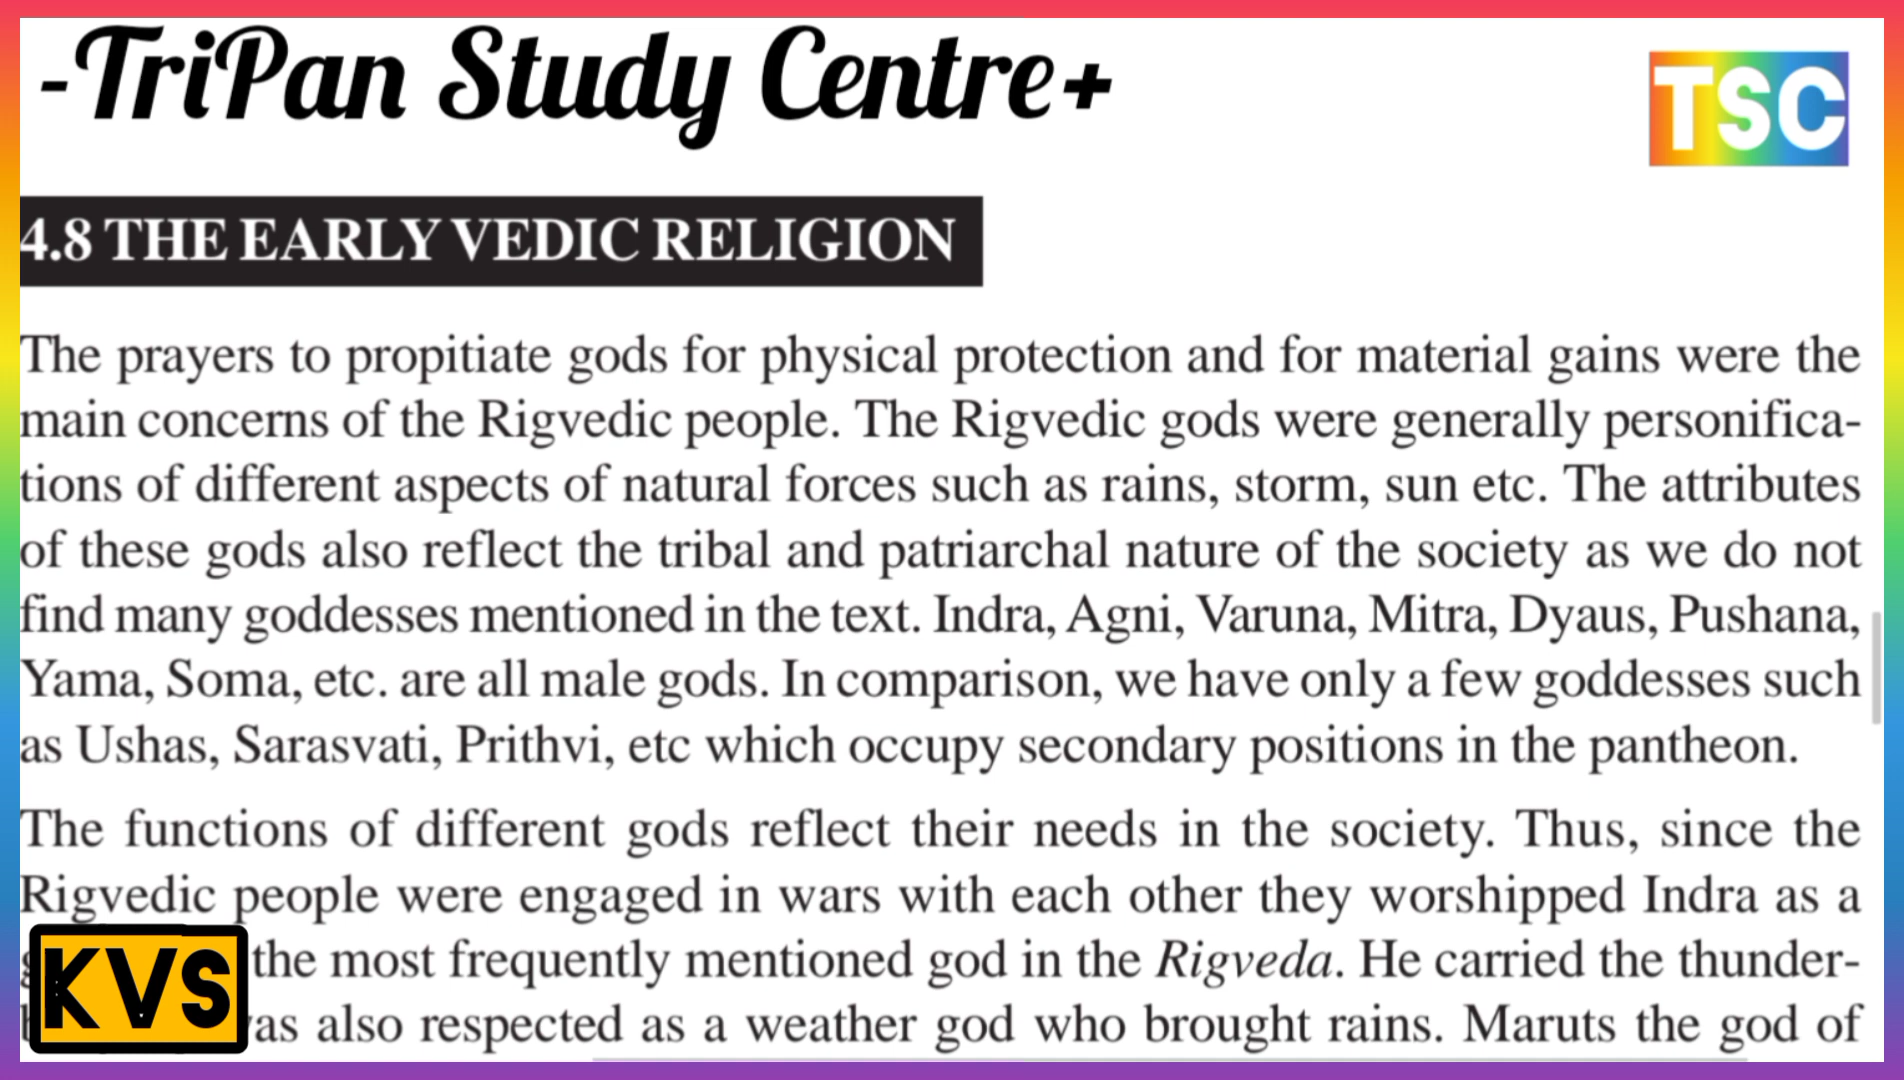 -TriPan Study Centre+
TSC
4.8 THE EARLY VEDIC RELIGION
The prayers to propitiate gods for physical protection and for material gains were the
main concerns of the Rigvedic people. The Rigvedic gods were generally personifica-
tions of different aspects of natural forces such as rains, storm, sun etc. The attributes
of these gods also reflect the tribal and patriarchal nature of the society as we do not
find many goddesses mentioned in the text. Indra, Agni, Varuna, Mitra, Dyaus, Pushana,
Yama, Soma, etc. are all male gods. In comparison, we have only a few goddesses such
as Ushas, Sarasvati, Prithvi, etc which occupy secondary positions in the pantheon.
The functions of different gods reflect their needs in the society. Thus, since the
Rigvedic people were engaged in wars with each other they worshipped Indra as a
the most frequently mentioned god in the Rigveda. He carried the thunder-
also respected as a weather god who brought rains. Maruts the god of
KVS